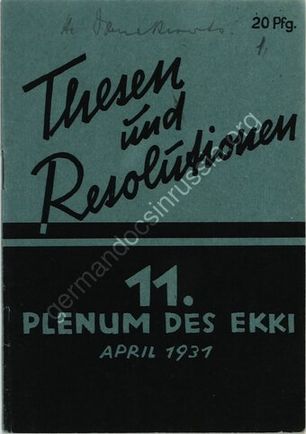 20 Pfg.
1.
Thesen
und
Resolutionen
germandocsinrussia.org
11.
PLENUM DES EKKI
APRIL 1931